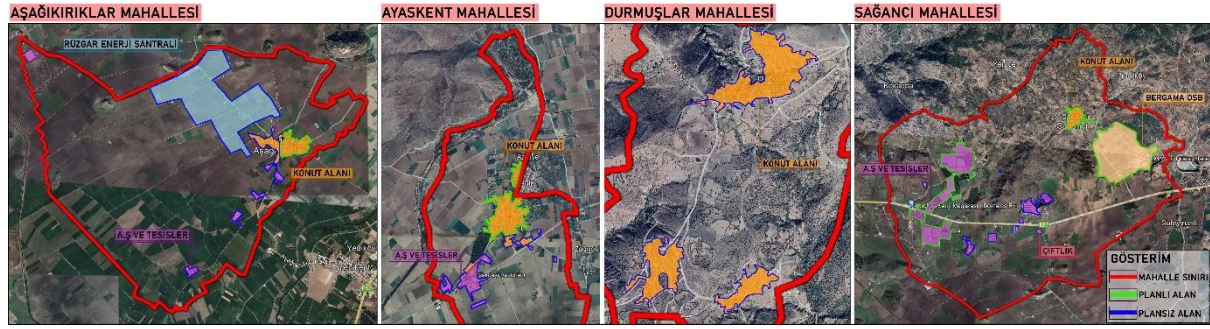 AŞAĞIKIRIKLAR MAHALLESİ
RÜZGAR ENERJİ SANTRALİ
Aşağ
KONUT ALANI
A.Ş VE TESİSLER
Yeniköy
AYASKENT MAHALLESİ
KONUT ALANI
A.Ş VE TESİSLER
DURMUŞLAR MAHALLESİ
KONUT ALANI
SAĞANCI MAHALLESİ
KONUT ALANI
BERGAMA OSB
A.Ş VE TESİSLER
ÇİFTLİK
GÖSTERİM
MAHALLE SINIRI
PLANLI ALAN
PLANSIZ ALAN